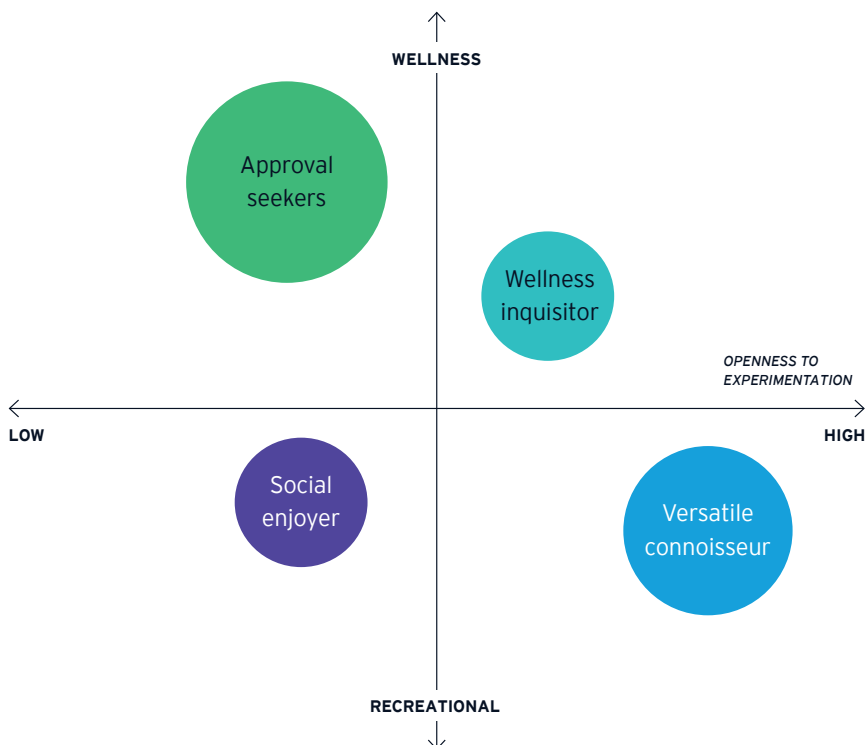 WELLNESS
Approval
seekers
Wellness
inquisitor
OPENNESS TO
EXPERIMENTATION
LOW
HIGH
Social
enjoyer
Versatile
connoisseur
RECREATIONAL